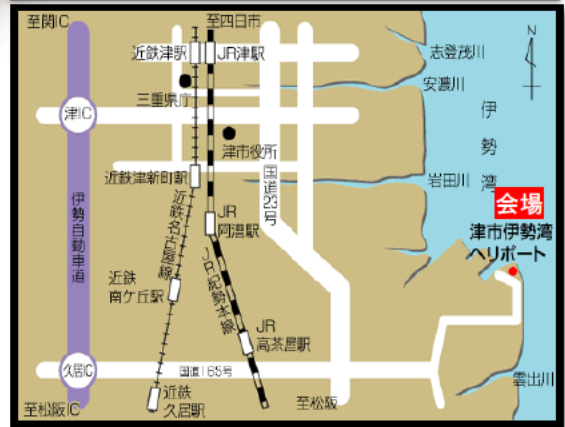 至関IC
至四日市
N
近鉄津駅
JR津駅
志登茂川
安濃川
三重県庁
津IC
伊勢湾
津市役所
近鉄津新町駅
国道23号
岩田川
会場
伊勢自動車道
近鉄名古屋線
JR
阿漕駅
津市伊勢湾
ヘリポート
JR紀勢本線
近鉄
南ケ丘駅
JR
高茶屋駅
久居IC
国道165号
雲出川
近鉄
久居駅
至松阪IC
至松阪